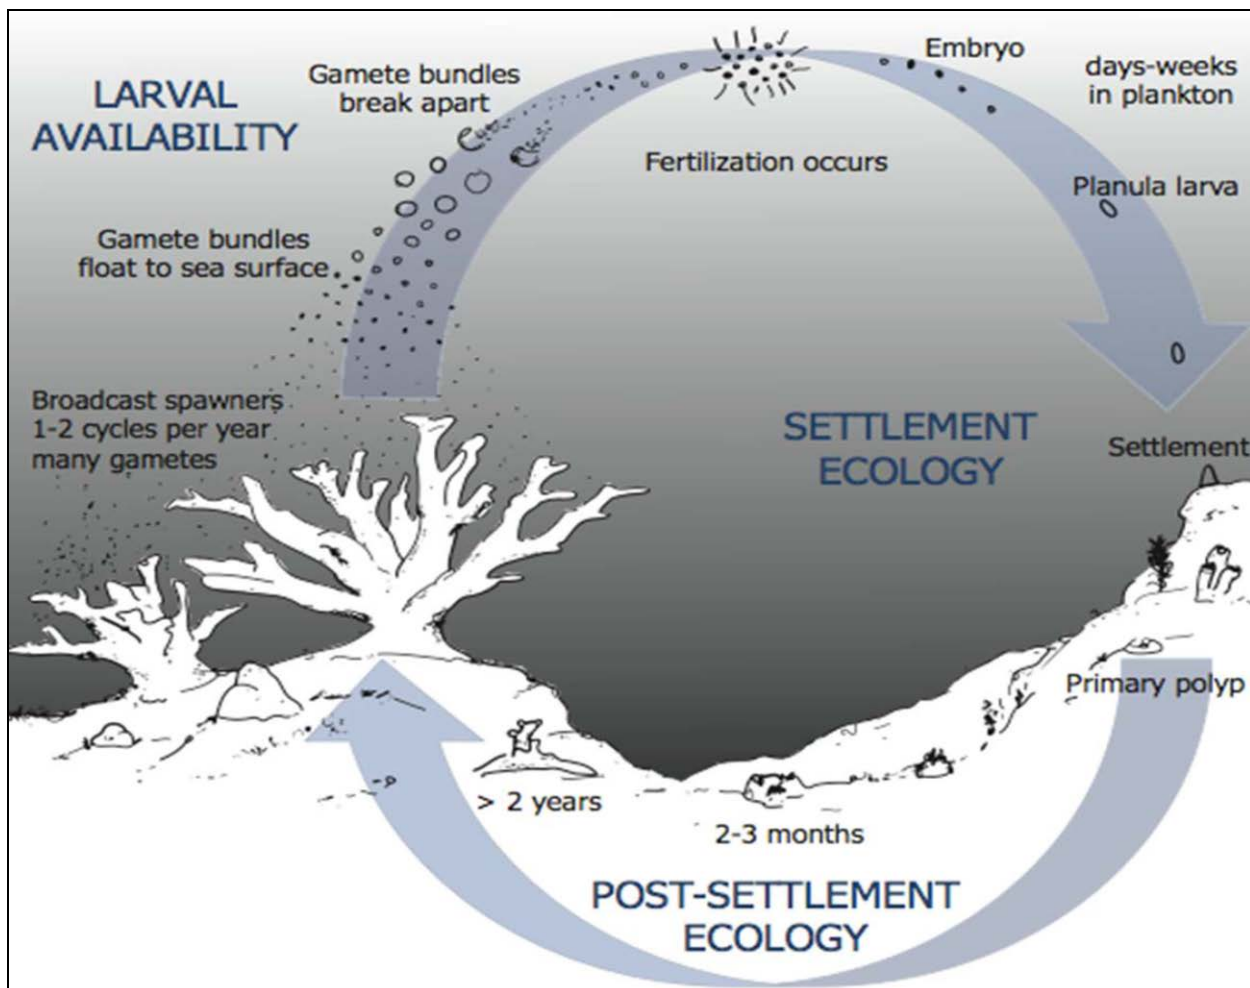 LARVAL
AVAILABILITY
Gamete bundles
break apart
Embryo
days-weeks
in plankton
Fertilization occurs
Planula larva
Gamete bundles
float to sea surface
Broadcast spawners
1-2 cycles per year
many gametes
SETTLEMENT
ECOLOGY
Settlement
Primary polyp
> 2 years
2-3 months
POST-SETTLEMENT
ECOLOGY